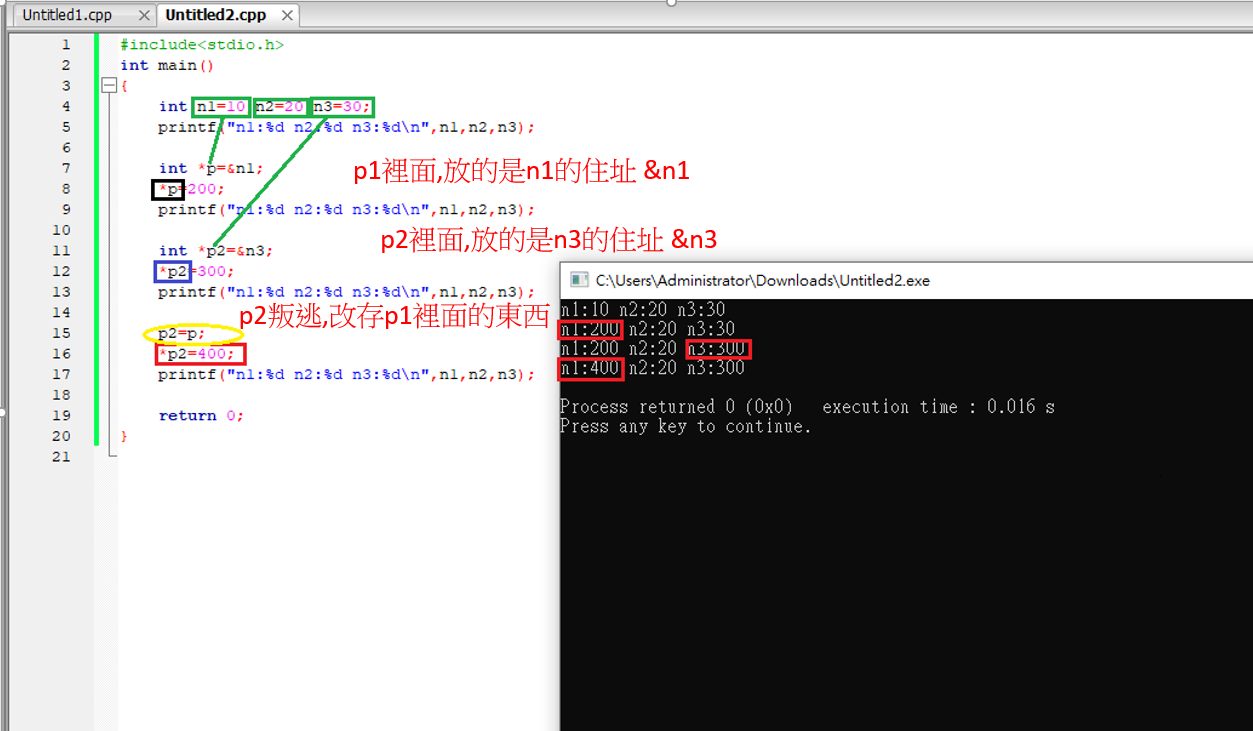 Untitled1.cpp
Untitled2.cpp
1 #include<stdio.h>
2 int main()
3 {
4 int n1=10 n2=20 n3=30;
5 printf("n1:%d n2:%d n3:%d\n",n1,n2,n3);
6
7 int *p=&n1;
p1裡面,放的是n1的住址 &n1
8 *p=200;
9 printf("n1:%d n2:%d n3:%d\n",n1,n2,n3);
10
p2裡面,放的是n3的住址 &n3
11 int *p2=&n3;
12 *p2=300;
13 printf("n1:%d n2:%d n3:%d\n",n1,n2,n3);
14
p2叛逃,改存p1裡面的東西
15 p2=p;
16 *p2=400;
17 printf("n1:%d n2:%d n3:%d\n",n1,n2,n3);
18
19 return 0;
20 }
21
C:\Users\Administrator\Downloads\Untitled2.exe
n1:10 n2:20 n3:30
n1:200 n2:20 n3:30
n1:200 n2:20 n3:300
n1:400 n2:20 n3:300
Process returned 0 (0x0) execution time : 0.016 s
Press any key to continue.